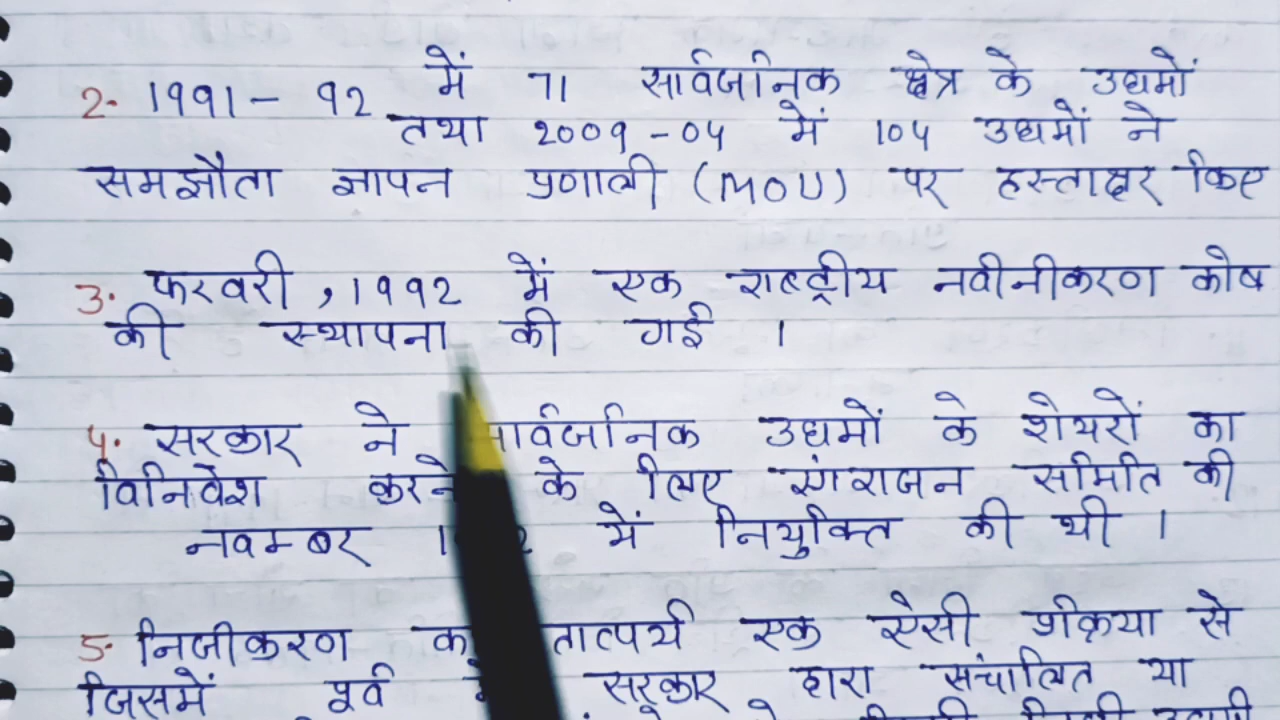 2. 1991-92 में 71 सार्वजनिक क्षेत्र के उद्यमों
तथा 2009-04 में 104 उद्यमों ने
समझौता ज्ञापन प्रणाली (MOU) पर हस्ताक्षर किए
3. फरवरी, 1992 में एक राष्ट्रीय नवीनीकरण कोष
की स्थापना की गई ।
4. सरकार ने उद्यमों के शेयरों का
विनिवेश करने के लिए रंगराजन समिति की
नवम्बर में नियुक्ति की थी ।
5. निजीकरण तात्पर्य एक ऐसी प्रक्रिया से
जिसमें पूर्व सरकार द्वारा संचालित या